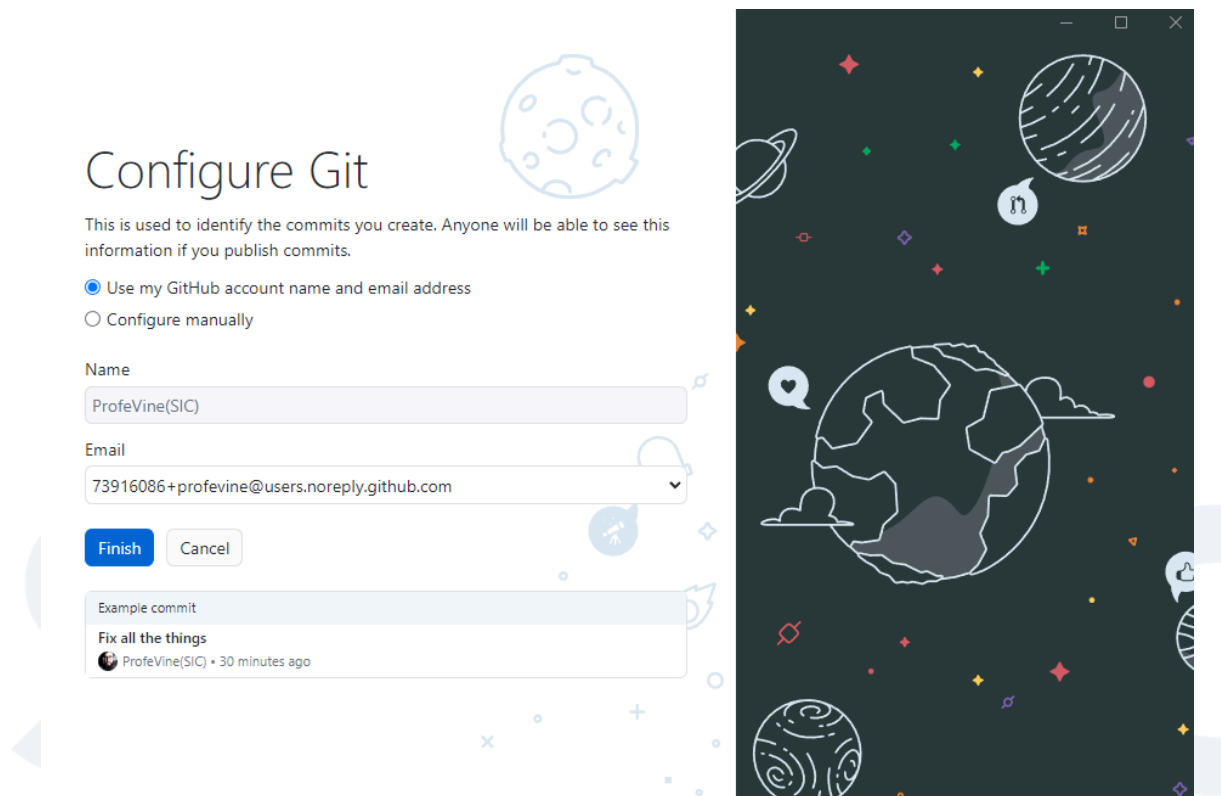 Configure Git
This is used to identify the commits you create. Anyone will be able to see this
information if you publish commits.
Use my GitHub account name and email address
Configure manually
Name
ProfeVine(SIC)
Email
73916086+profevine@users.noreply.github.com
Finish Cancel
Example commit
Fix all the things
ProfeVine(SIC) • 30 minutes ago